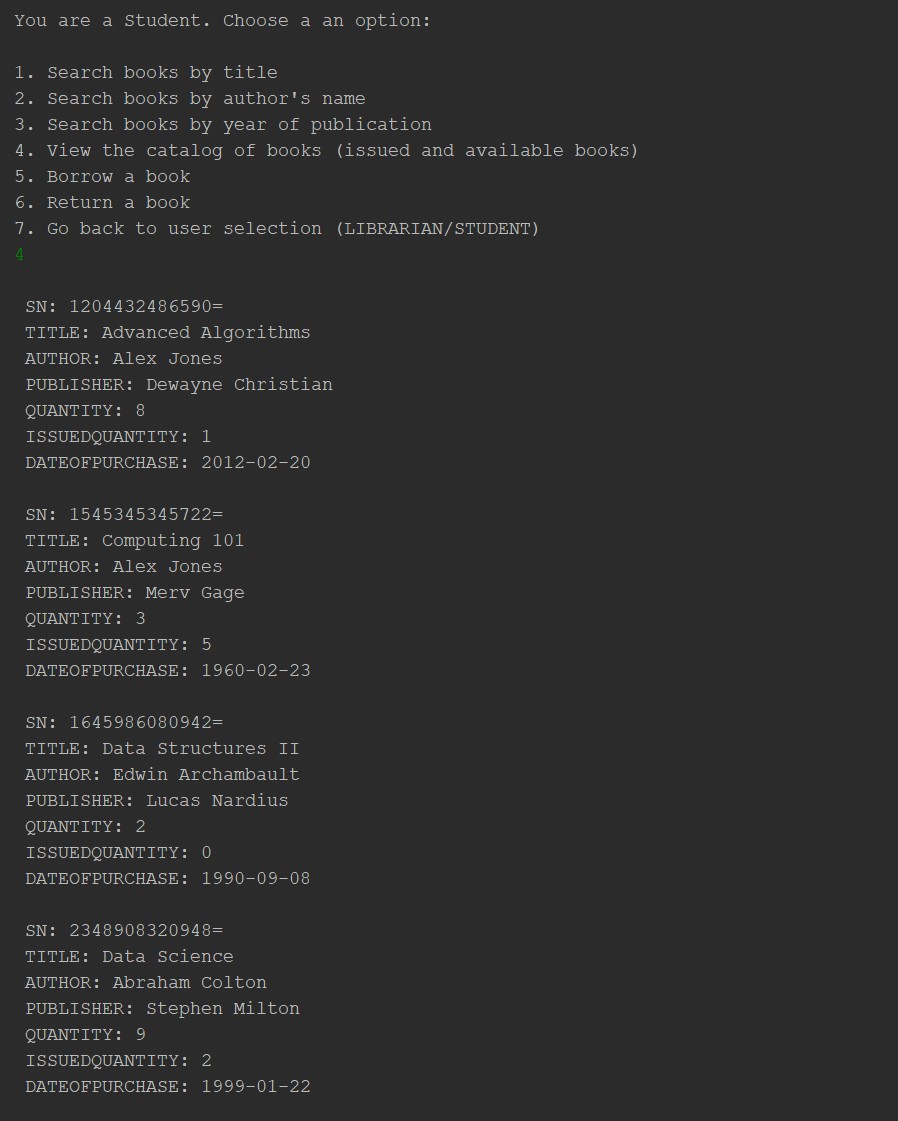 You are a Student. Choose a an option:
1. Search books by title
2. Search books by author's name
3. Search books by year of publication
4. View the catalog of books (issued and available books)
5. Borrow a book
6. Return a book
7. Go back to user selection (LIBRARIAN/STUDENT)
4
SN: 1204432486590=
TITLE: Advanced Algorithms
AUTHOR: Alex Jones
PUBLISHER: Dewayne Christian
QUANTITY: 8
ISSUEDQUANTITY: 1
DATEOFPURCHASE: 2012-02-20
SN: 1545345345722=
TITLE: Computing 101
AUTHOR: Alex Jones
PUBLISHER: Merv Gage
QUANTITY: 3
ISSUEDQUANTITY: 5
DATEOFPURCHASE: 1960-02-23
SN: 1645986080942=
TITLE: Data Structures II
AUTHOR: Edwin Archambault
PUBLISHER: Lucas Nardius
QUANTITY: 2
ISSUEDQUANTITY: 0
DATEOFPURCHASE: 1990-09-08
SN: 2348908320948=
TITLE: Data Science
AUTHOR: Abraham Colton
PUBLISHER: Stephen Milton
QUANTITY: 9
ISSUEDQUANTITY: 2
DATEOFPURCHASE: 1999-01-22